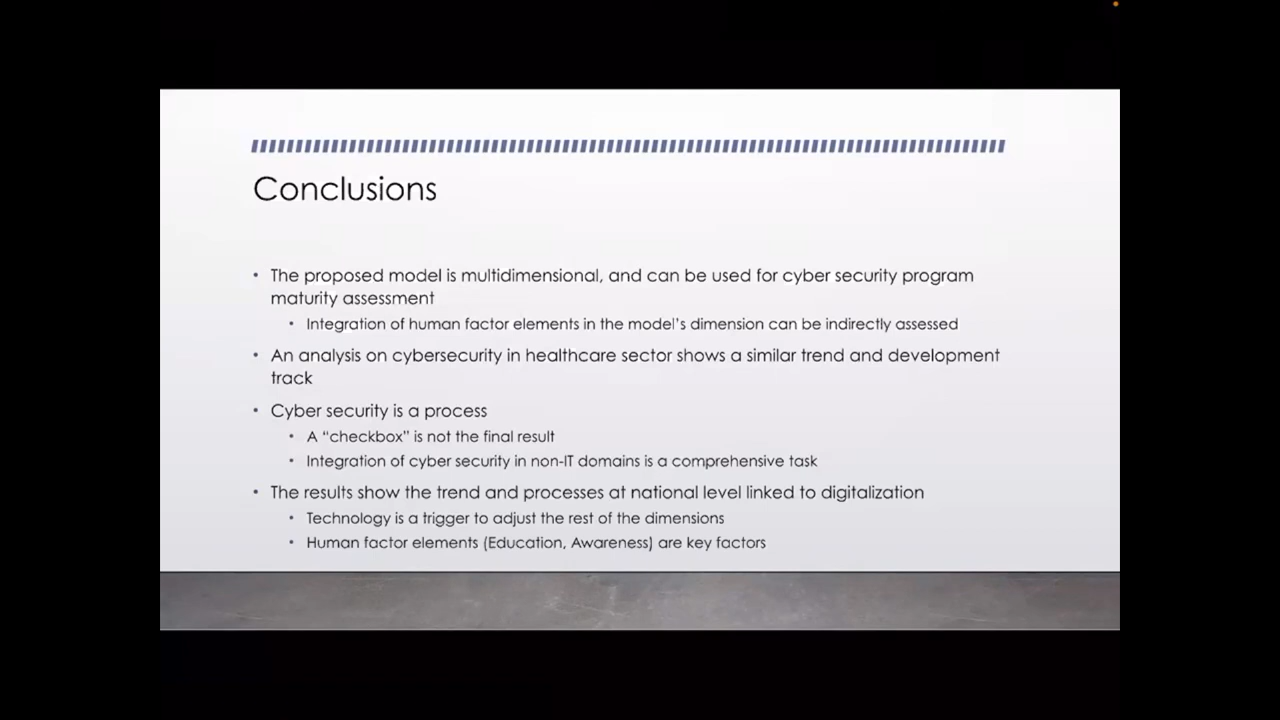 Conclusions
• The proposed model is multidimensional, and can be used for cyber security program
maturity assessment
• Integration of human factor elements in the model's dimension can be indirectly assessed
• An analysis on cybersecurity in healthcare sector shows a similar trend and development
track
• Cyber security is a process
• A “checkbox” is not the final result
• Integration of cyber security in non-IT domains is a comprehensive task
• The results show the trend and processes at national level linked to digitalization
• Technology is a trigger to adjust the rest of the dimensions
• Human factor elements (Education, Awareness) are key factors